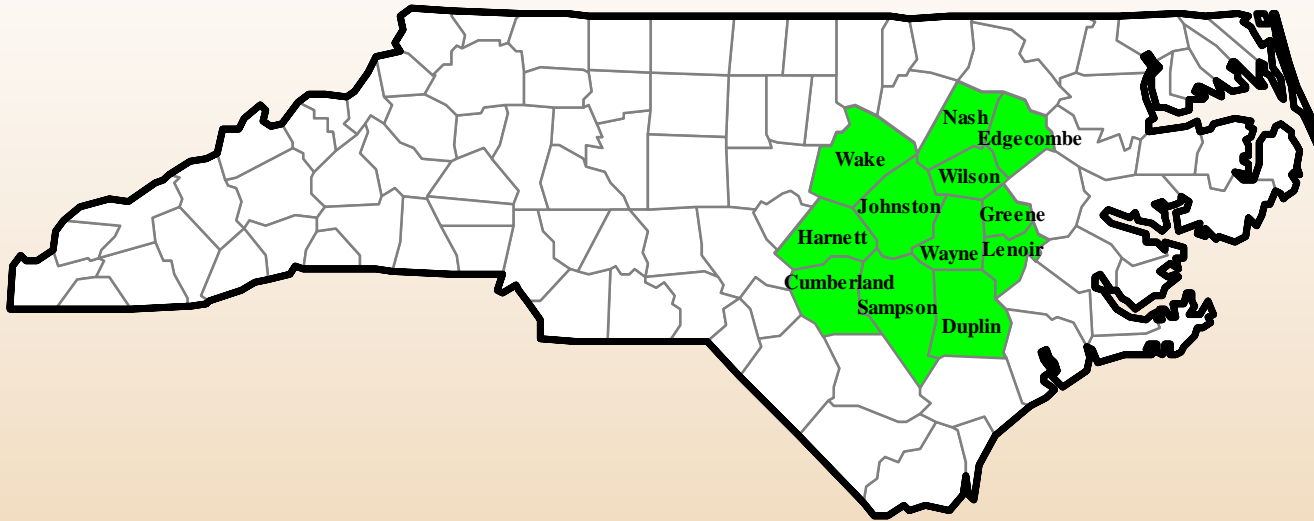 Nash
Edgecombe
Wake
Wilson
Johnston
Greene
Harnett
Wayne
Lenoir
Cumberland
Sampson
Duplin